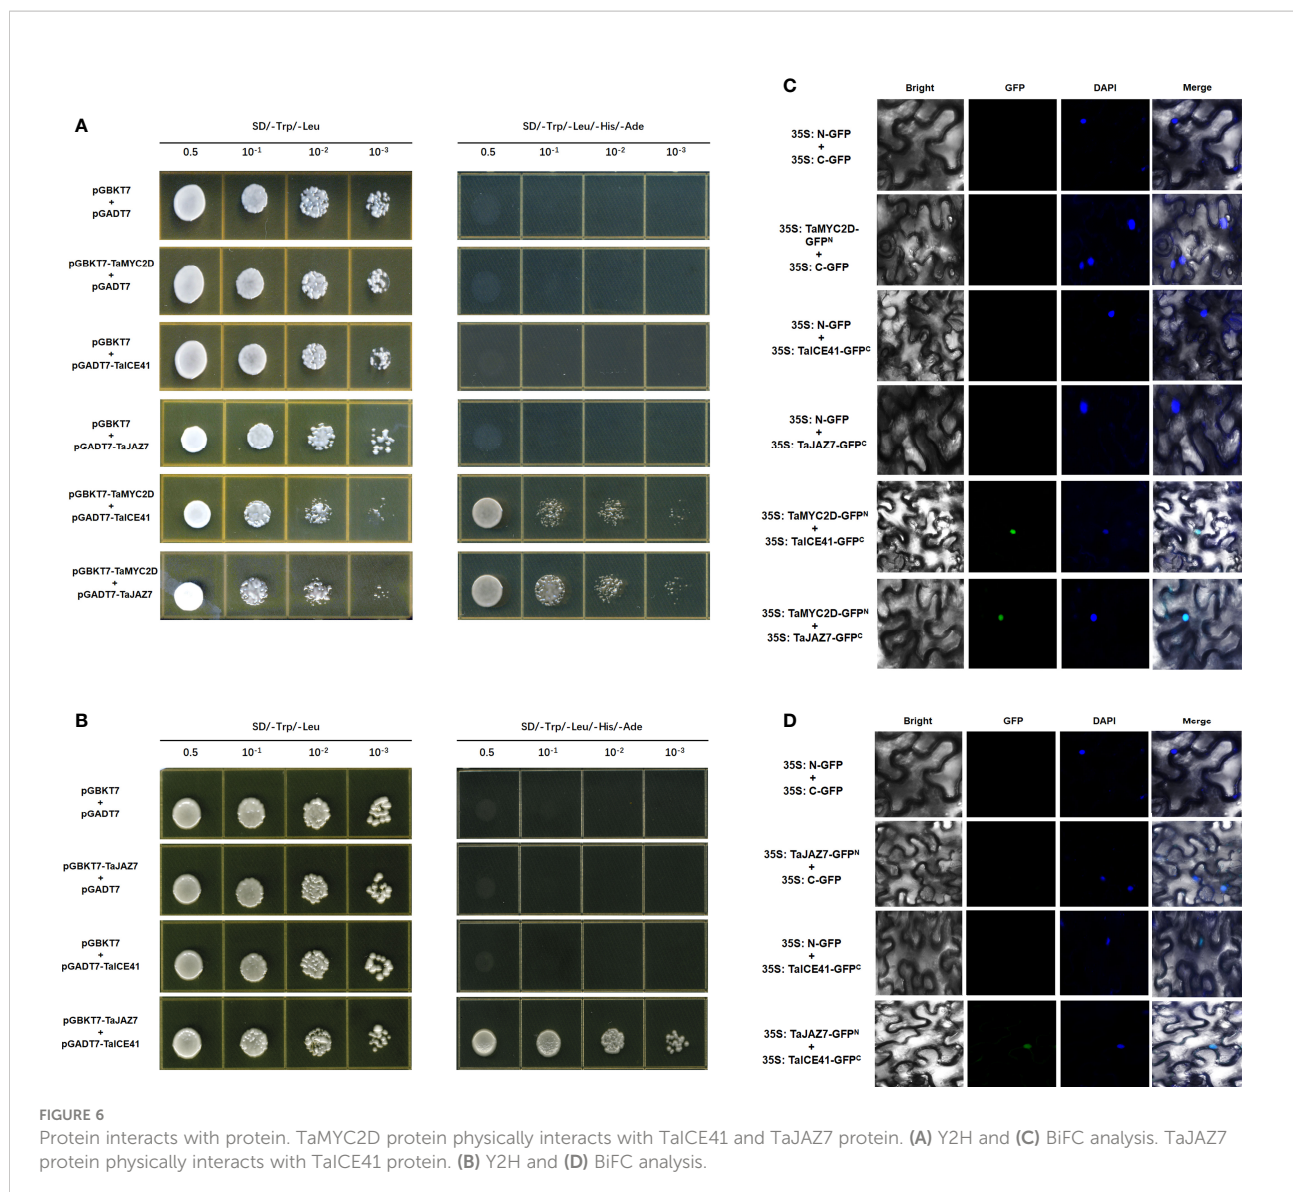 A
SD/-Trp/-Leu
SD/-Trp/-Leu/-His/-Ade
0.5 10-1 10-2 10-3
0.5 10-1 10-2 10-3
pGBKT7
+
pGADT7
pGBKT7-TaMYC2D
+
pGADT7
pGBKT7
+
pGADT7-TaICE41
pGBKT7
+
pGADT7-TaJAZ7
pGBKT7-TaMYC2D
+
pGADT7-TaICE41
pGBKT7-TaMYC2D
+
pGADT7-TaJAZ7
C
Bright GFP DAPI Merge
35S: N-GFP
+
35S: C-GFP
35S: TaMYC2D-
GFPN
+
35S: C-GFP
35S: N-GFP
+
35S: TaICE41-GFPC
35S: N-GFP
+
35S: TaJAZ7-GFPC
35S: TaMYC2D-GFPN
+
35S: TaICE41-GFPC
35S: TaMYC2D-GFPN
+
35S: TaJAZ7-GFPC
B
SD/-Trp/-Leu
SD/-Trp/-Leu/-His/-Ade
0.5 10-1 10-2 10-3
0.5 10-1 10-2 10-3
pGBKT7
+
pGADT7
pGBKT7-TaJAZ7
+
pGADT7
pGBKT7
+
pGADT7-TaICE41
pGBKT7-TaJAZ7
+
pGADT7-TaICE41
D
Bright GFP DAPI Merge
35S: N-GFP
+
35S: C-GFP
35S: TaJAZ7-GFPN
+
35S: C-GFP
35S: N-GFP
+
35S: TaICE41-GFPC
35S: TaJAZ7-GFPN
+
35S: TaICE41-GFPC
FIGURE 6
Protein interacts with protein. TaMYC2D protein physically interacts with TaICE41 and TaJAZ7 protein. (A) Y2H and (C) BiFC analysis. TaJAZ7
protein physically interacts with TaICE41 protein. (B) Y2H and (D) BiFC analysis.